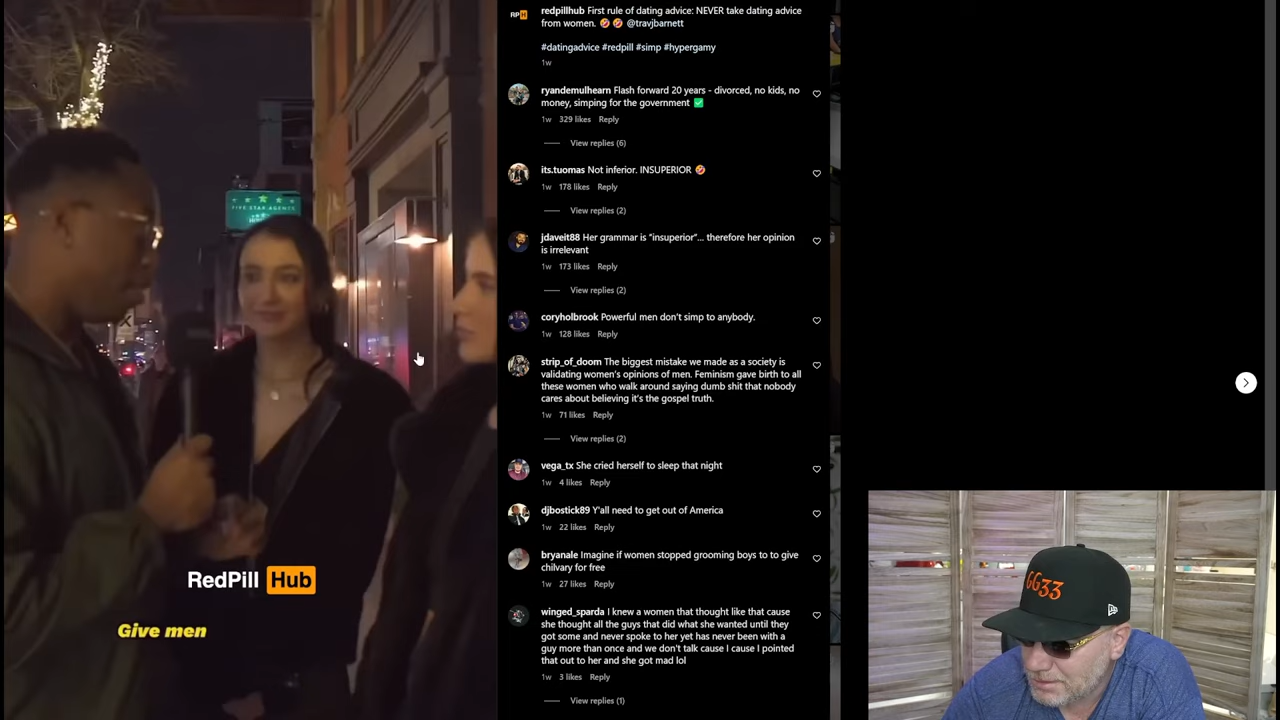 redpillhub First rule of dating advice: NEVER take dating advice
from women. 🤣 🤣 @travjbarnett
#datingadvice #redpill #simp #hypergamy
1w
ryandemulhearn Flash forward 20 years - divorced, no kids, no
money, simping for the government ✅
1w 329 likes Reply
View replies (6)
its.tuomas Not inferior. INSUPERIOR 🤣
1w 178 likes Reply
View replies (2)
jdaveit88 Her grammar is “insuperior”... therefore her opinion
is irrelevant
1w 173 likes Reply
View replies (2)
coryholbrook Powerful men don’t simp to anybody.
1w 128 likes Reply
strip_of_doom The biggest mistake we made as a society is
validating women’s opinions of men. Feminism gave birth to all
these women who walk around saying dumb shit that nobody
cares about believing it’s the gospel truth.
1w 71 likes Reply
View replies (2)
vega_tx She cried herself to sleep that night
1w 4 likes Reply
djbostick89 Y’all need to get out of America
1w 22 likes Reply
bryanale Imagine if women stopped grooming boys to to give
chilvary for free
1w 27 likes Reply
winged_sparda I knew a women that thought like that cause
she thought all the guys that did what she wanted until they
got some and never spoke to her yet has never been with a
guy more than once and we don’t talk cause I cause I pointed
that out to her and she got mad lol
1w 3 likes Reply
View replies (1)
RPH
FIVE STAR AGENTS
RedPill Hub
Give men
6G33